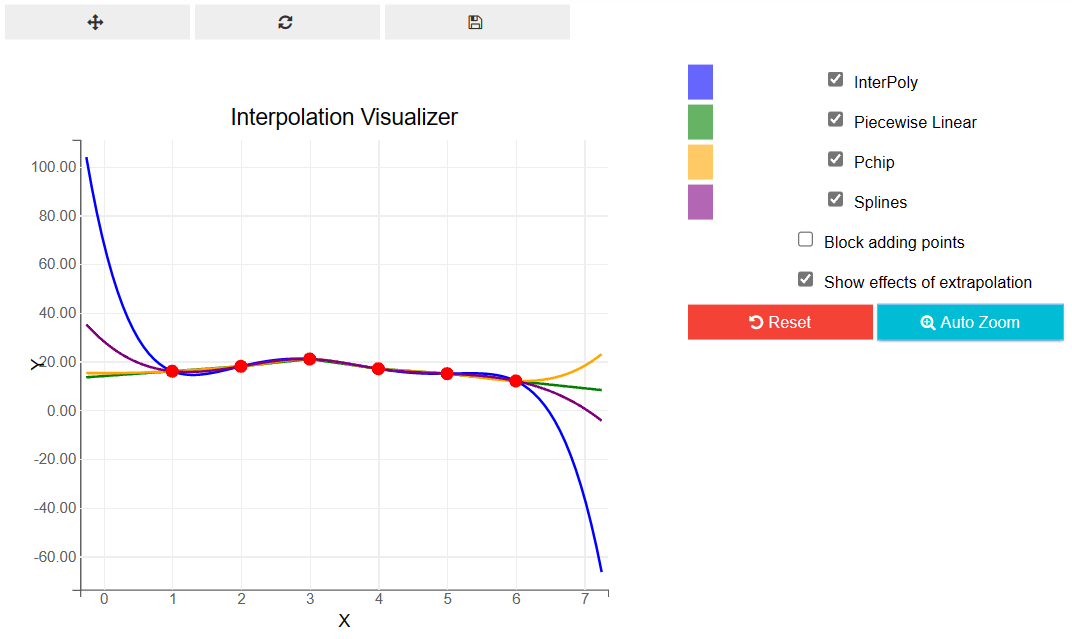 Interpolation Visualizer
100.00
80.00
60.00
40.00
20.00
0.00
-20.00
-40.00
-60.00
Y
0 1 2 3 4 5 6 7
X
InterPoly
Piecewise Linear
Pchip
Splines
Block adding points
Show effects of extrapolation
Reset Auto Zoom